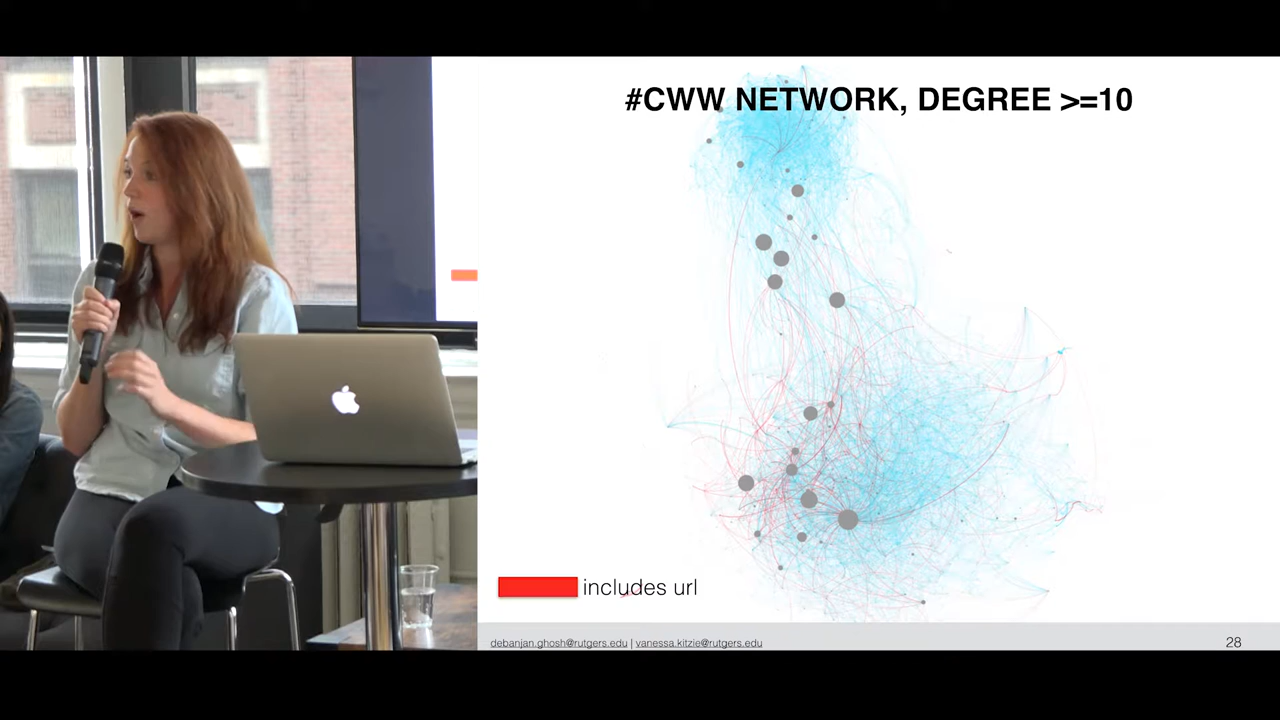 #CWW NETWORK, DEGREE >=10
includes url
debanjan.ghosh@rutgers.edu | vanessa.kitzie@rutgers.edu
28